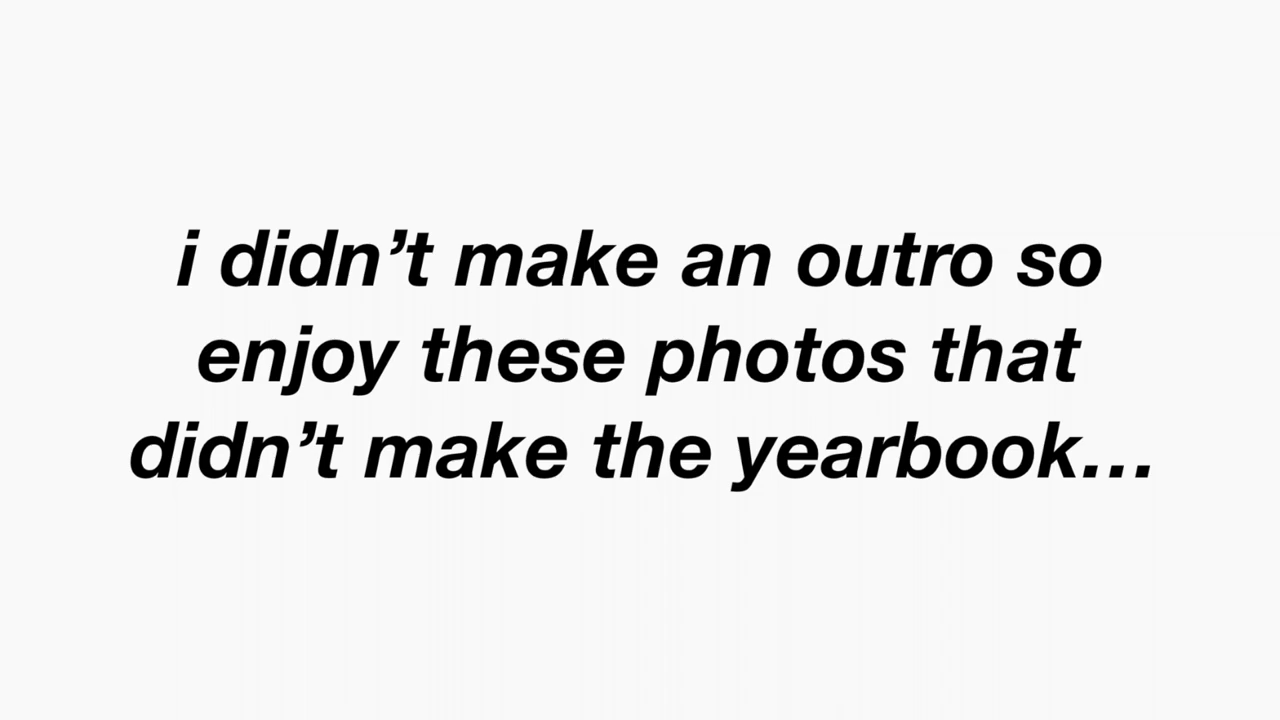 i didn’t make an outro so
enjoy these photos that
didn’t make the yearbook…